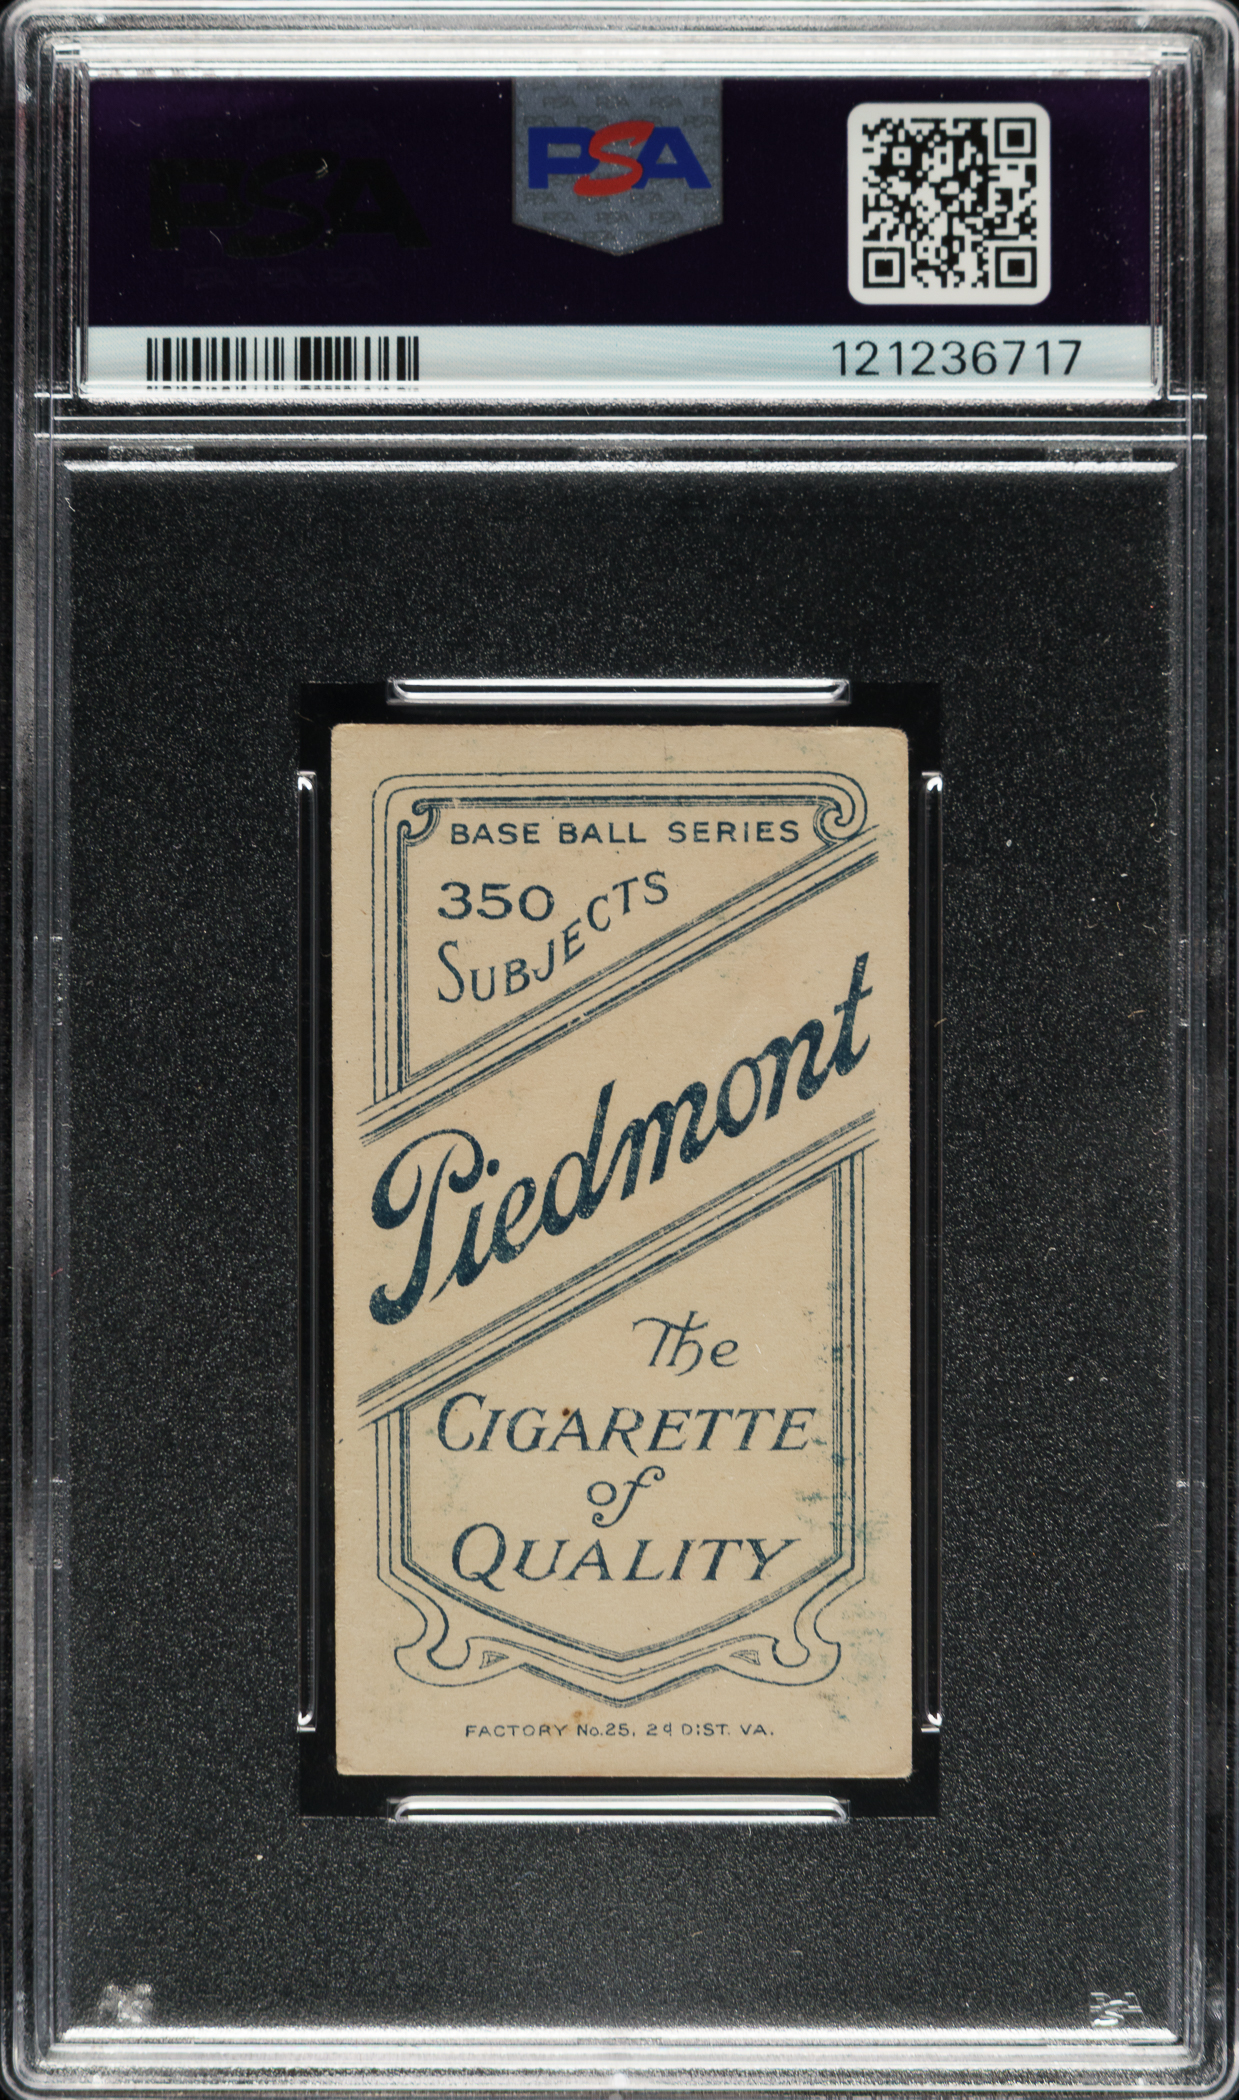 PSA
121236717
BASE BALL SERIES
350
SUBJECTS
Piedmont
The
CIGARETTE
of
QUALITY
FACTORY No. 25, 2d DIST. VA.